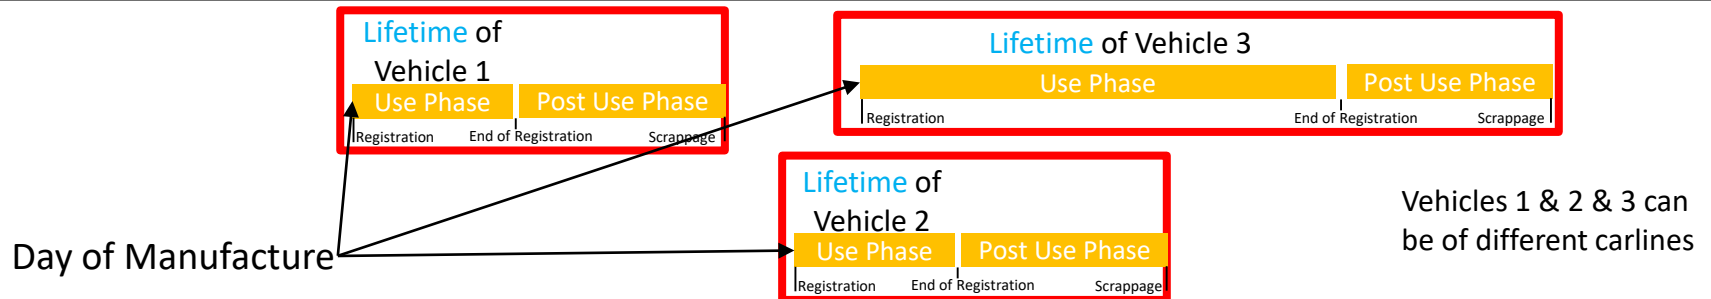 Lifetime of
Vehicle 1
Use Phase Post Use Phase
Registration End of Registration Scrappage
Lifetime of Vehicle 3
Use Phase Post Use Phase
Registration End of Registration Scrappage
Lifetime of
Vehicle 2
Use Phase Post Use Phase
Registration End of Registration Scrappage
Day of Manufacture
Vehicles 1 & 2 & 3 can
be of different carlines